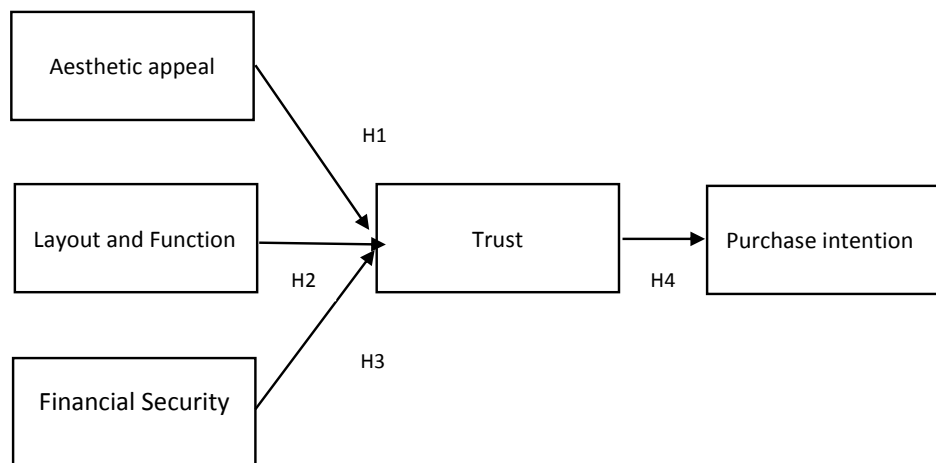 Aesthetic appeal
H1
Layout and Function
Trust
Purchase intention
H2
H4
H3
Financial Security